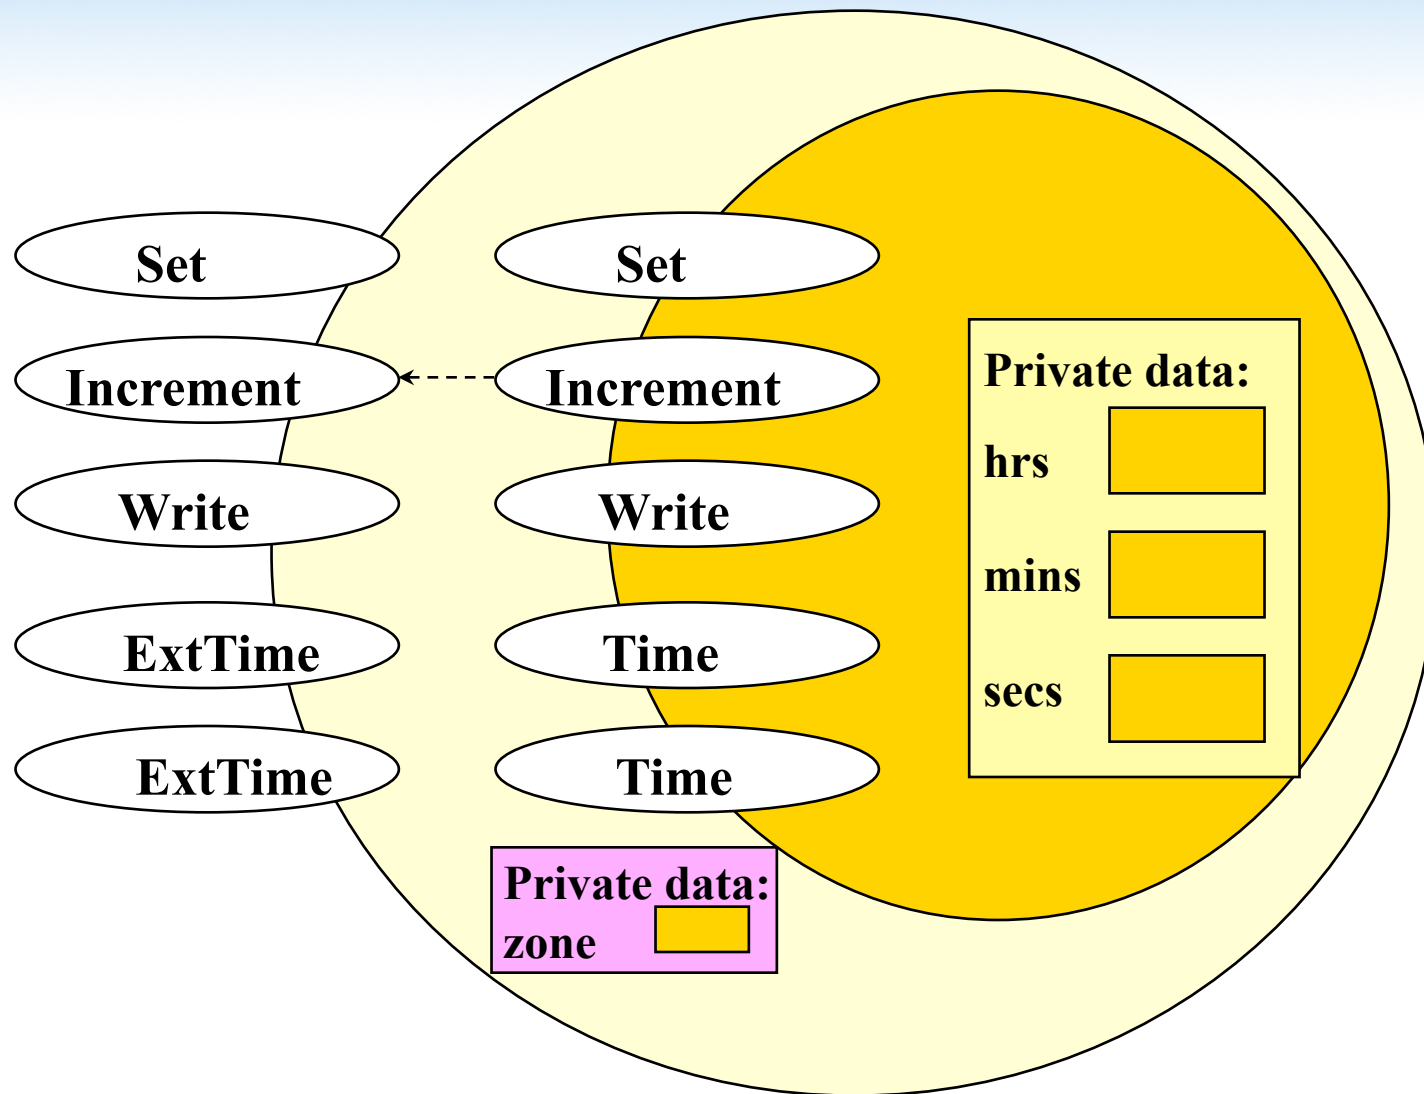 Set
Increment
Write
ExtTime
ExtTime
Set
Increment
Write
Time
Time
Private data:
zone
Private data:
hrs
mins
secs